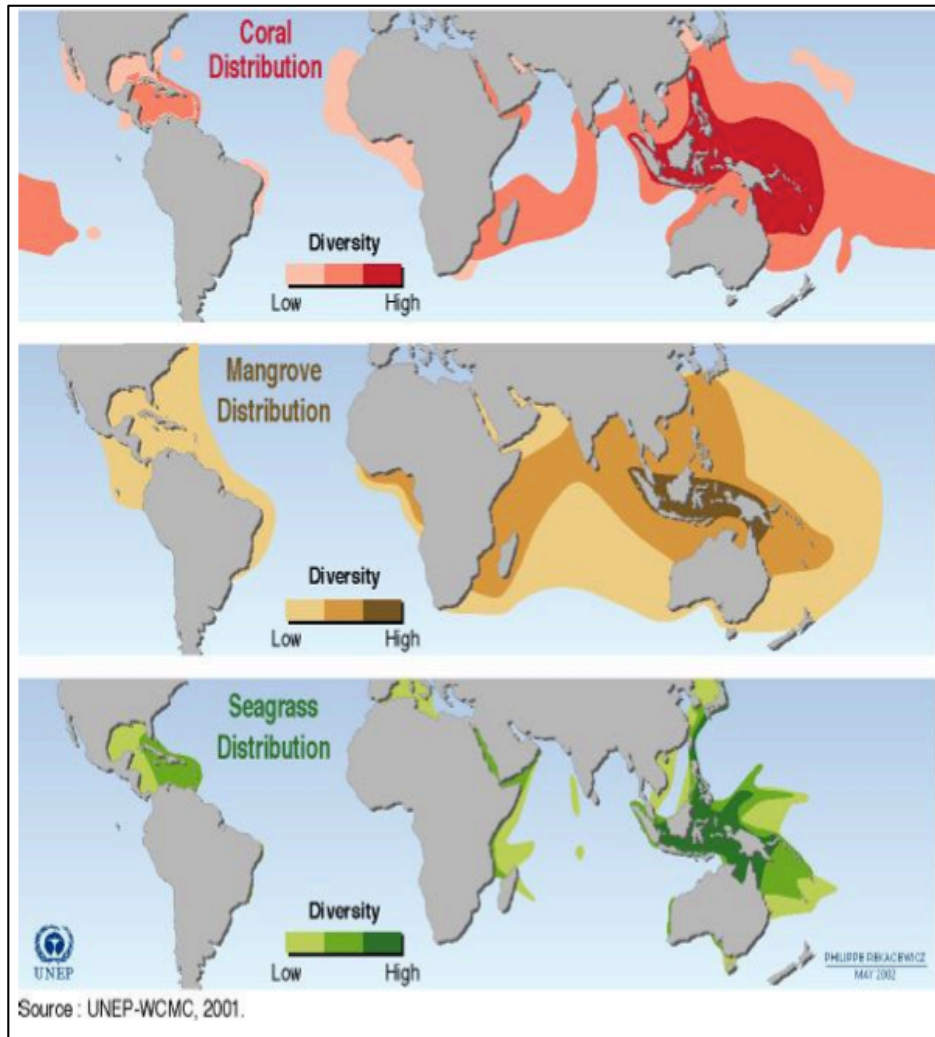 Coral
Distribution
Diversity
Low High
Mangrove
Distribution
Diversity
Low High
Seagrass
Distribution
Diversity
Low High
UNEP
PHILIPPE REKACEWICZ
MAY 2002
Source : UNEP-WCMC, 2001.